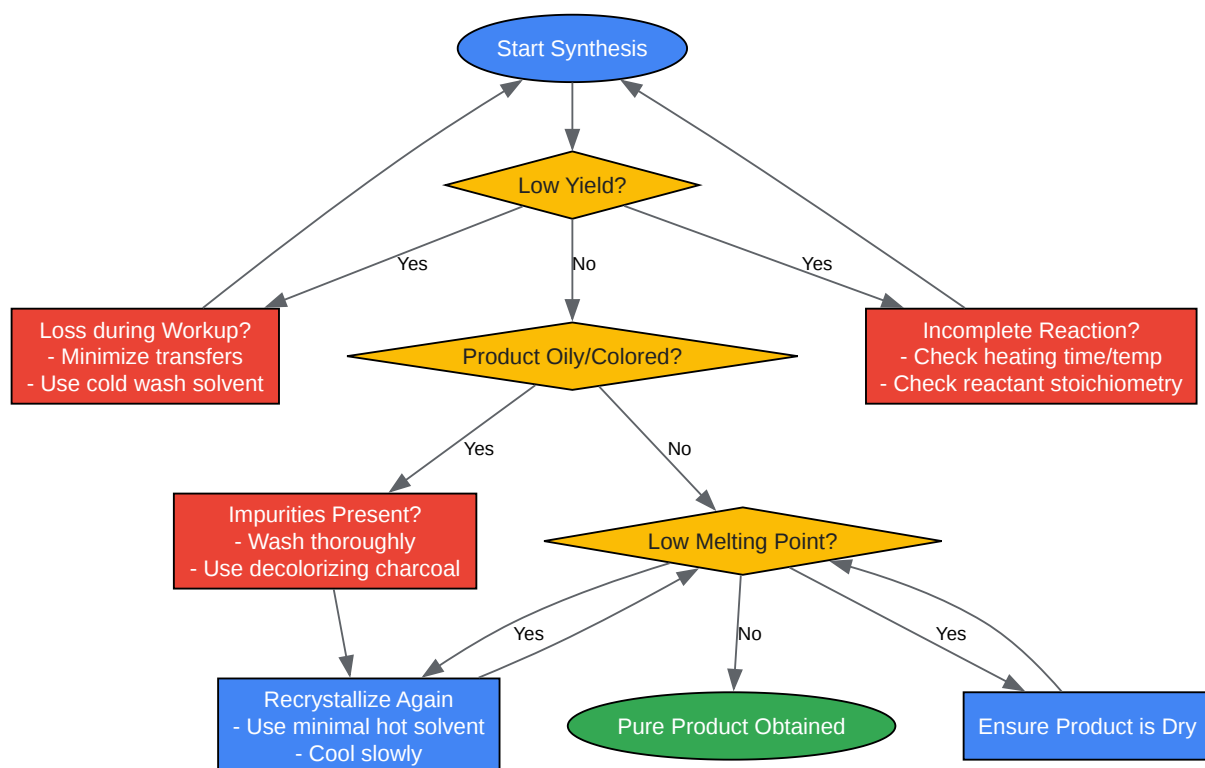 Start Synthesis
Low Yield?
Yes
No
Yes
Loss during Workup?
- Minimize transfers
- Use cold wash solvent
Product Oily/Colored?
Incomplete Reaction?
- Check heating time/temp
- Check reactant stoichiometry
Yes
No
Impurities Present?
- Wash thoroughly
- Use decolorizing charcoal
Low Melting Point?
Yes
No
Yes
Recrystallize Again
- Use minimal hot solvent
- Cool slowly
Pure Product Obtained
Ensure Product is Dry